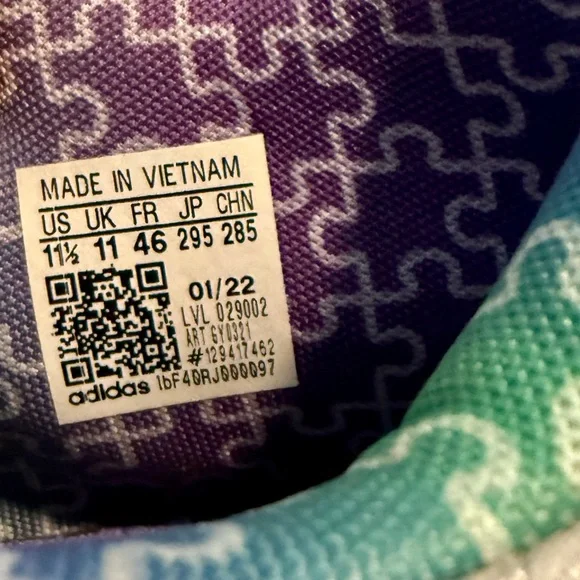 MADE IN VIETNAM
US UK FR JP CHN
11½ 11 46 295 285
01/22
LVL 029002
ART GY0321
#129417462
adidas lbF40RJ000097